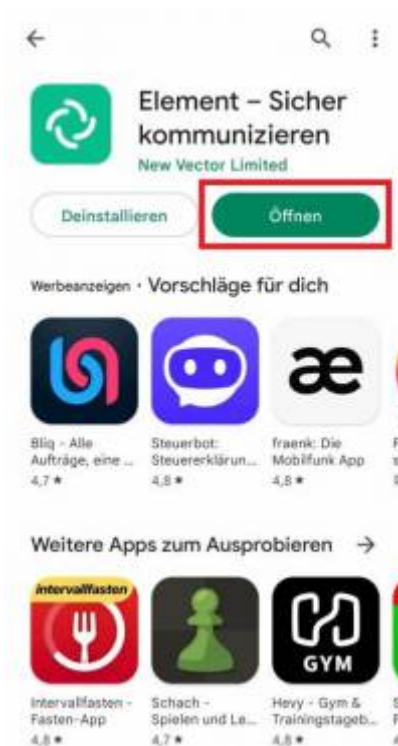 Element – Sicher
kommunizieren
New Vector Limited
Deinstallieren
Öffnen
Werbeanzeigen • Vorschläge für dich
æ
Bliq - Alle
Aufträge, eine ...
4,7 ★
Steuerbot:
Steuererklärun...
4,8 ★
fraenk: Die
Mobilfunk App
4,8 ★
Weitere Apps zum Ausprobieren →
intervallfasten
GYM
Intervallfasten -
Fasten-App
4,8 ★
Schach -
Spielen und Le...
4,7 ★
Hevy - Gym &
Trainingstageb...
4,8 ★